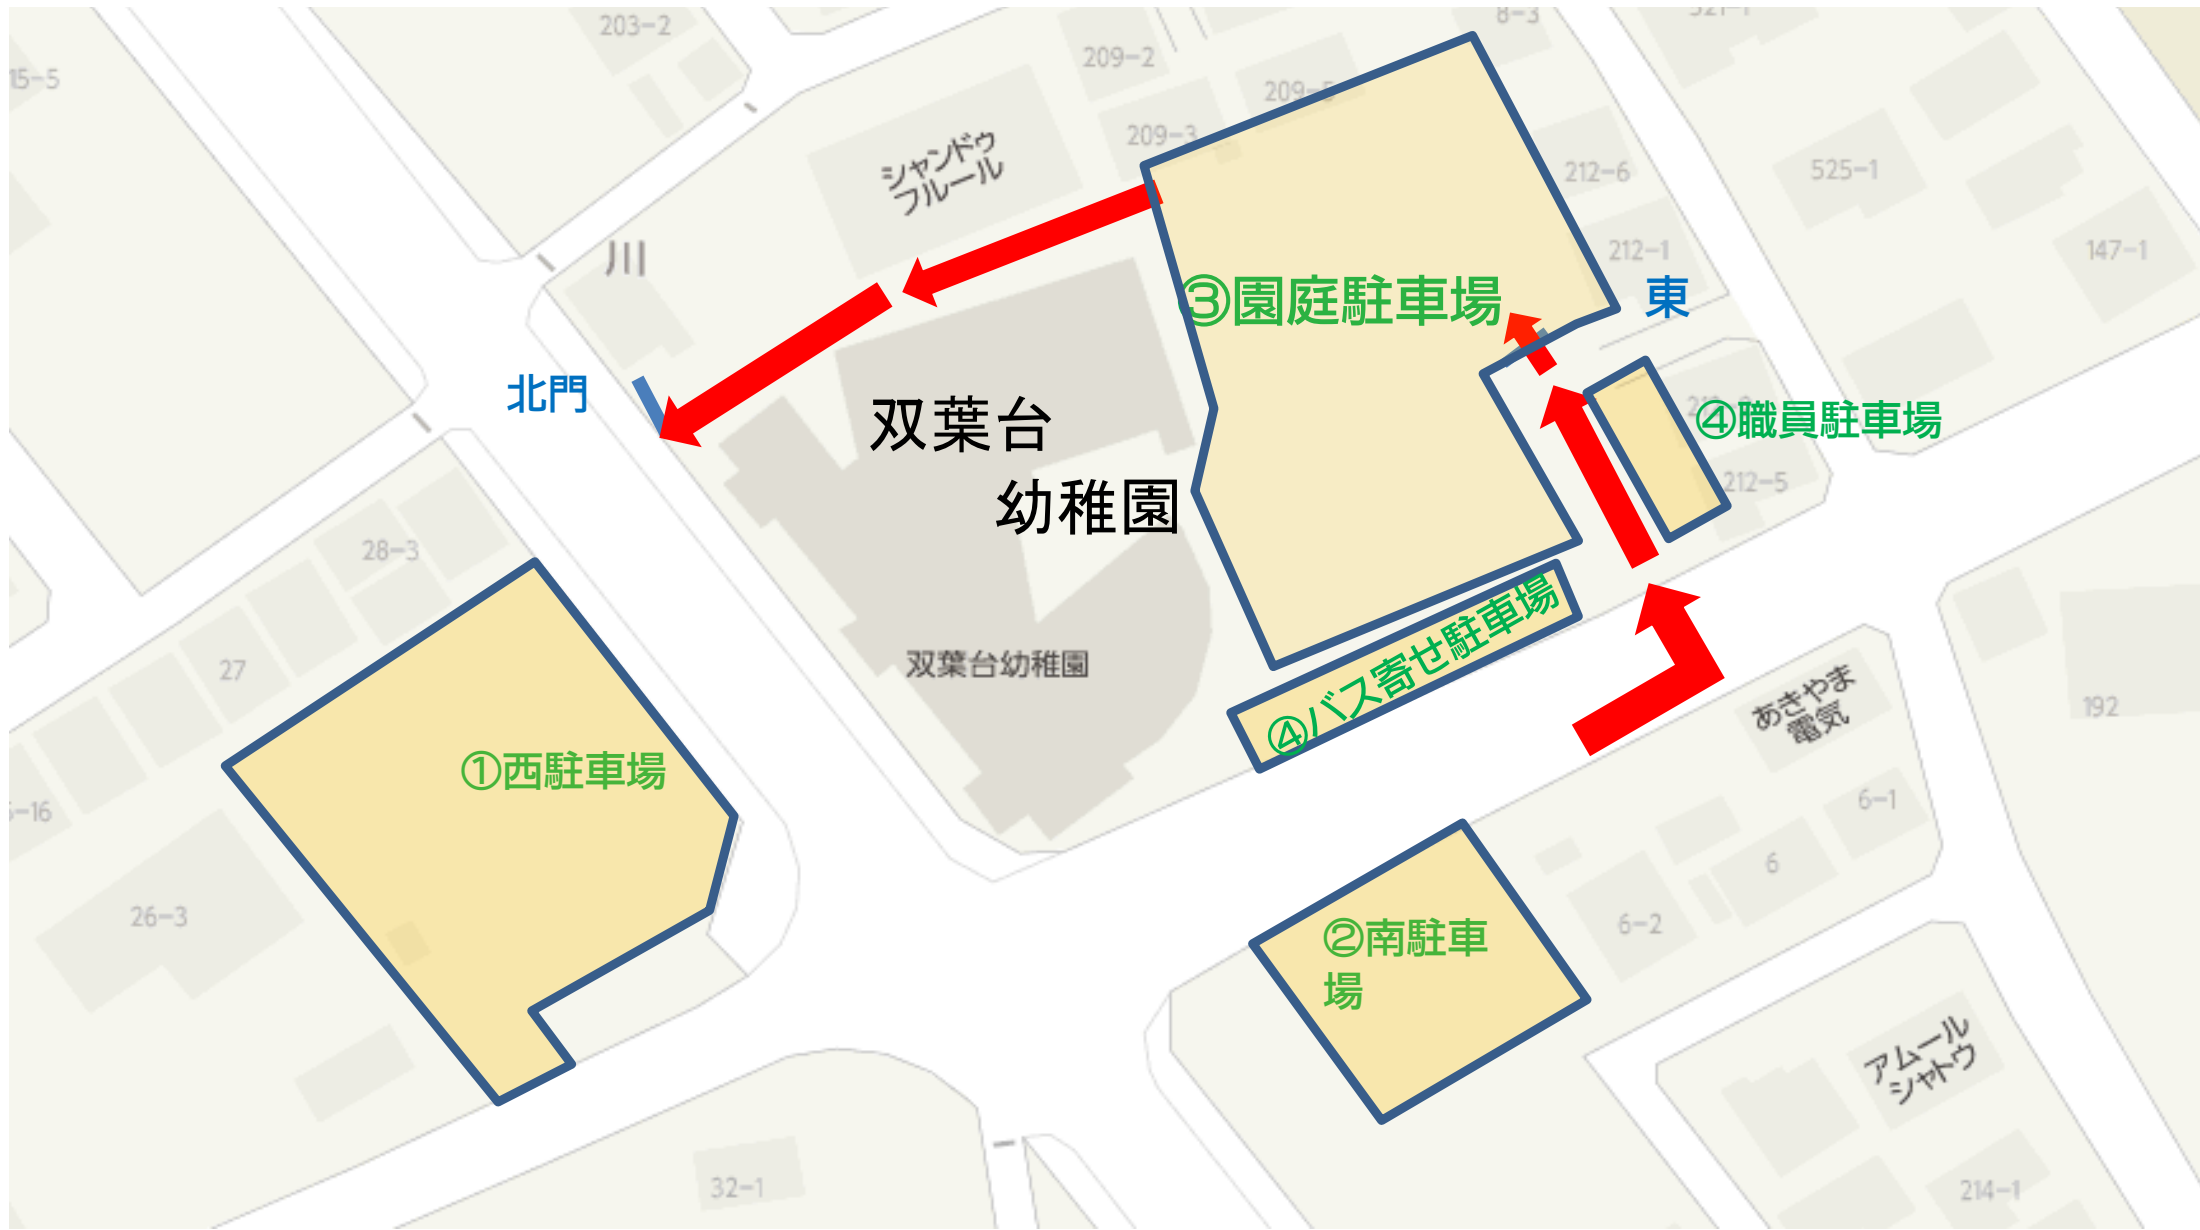 203-2
8-3
209-2
15-5
209-5
209-3
シャンドゥ
フルール
212-6
525-1
川
212-1
147-1
③園庭駐車場
東
北門
双葉台
幼稚園
④職員駐車場
212-5
28-3
④バス寄せ駐車場
双葉台幼稚園
27
あきやま
電気
192
①西駐車場
6-1
6
26-3
6-2
②南駐車
場
アムール
シャトウ
32-1
214-1